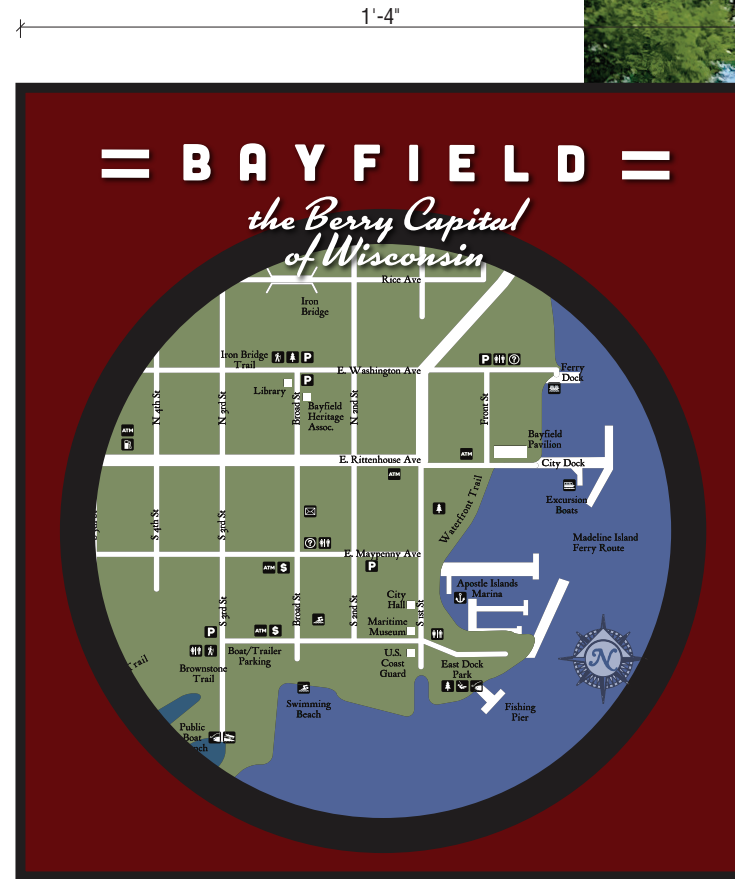 1'-4"
BAYFIELD
the Berry Capital
of Wisconsin
Rice Ave
Iron
Bridge
Iron Bridge
Trail
P
P
E. Washington Ave
P
?
Ferry
Dock
Library
Bayfield
Heritage
Assoc.
N 4th St
N 3rd St
Broad St
N 2nd St
Front St
ATM
Bayfield
Pavilion
E. Rittenhouse Ave
ATM
City Dock
ATM
Excursion
Boats
Waterfront Trail
S 4th St
S 3rd St
Madeline Island
Ferry Route
?
E. Maypenny Ave
ATM $
P
Apostle Islands
Marina
City
Hall
S 3rd St
Broad St
S 2nd St
S 1st St
Maritime
Museum
P
ATM $
Boat/Trailer
Parking
U.S.
Coast
Guard
East Dock
Park
Brownstone
Trail
Trail
N
Swimming
Beach
Fishing
Pier
Public
Boat